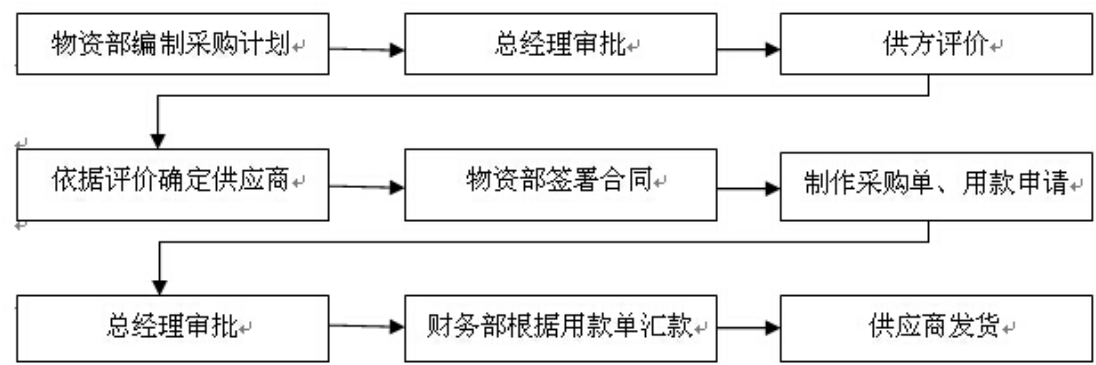 物资部编制采购计划
总经理审批
供方评价
依据评价确定供应商
物资部签署合同
制作采购单、用款申请
总经理审批
财务部根据用款单汇款
供应商发货